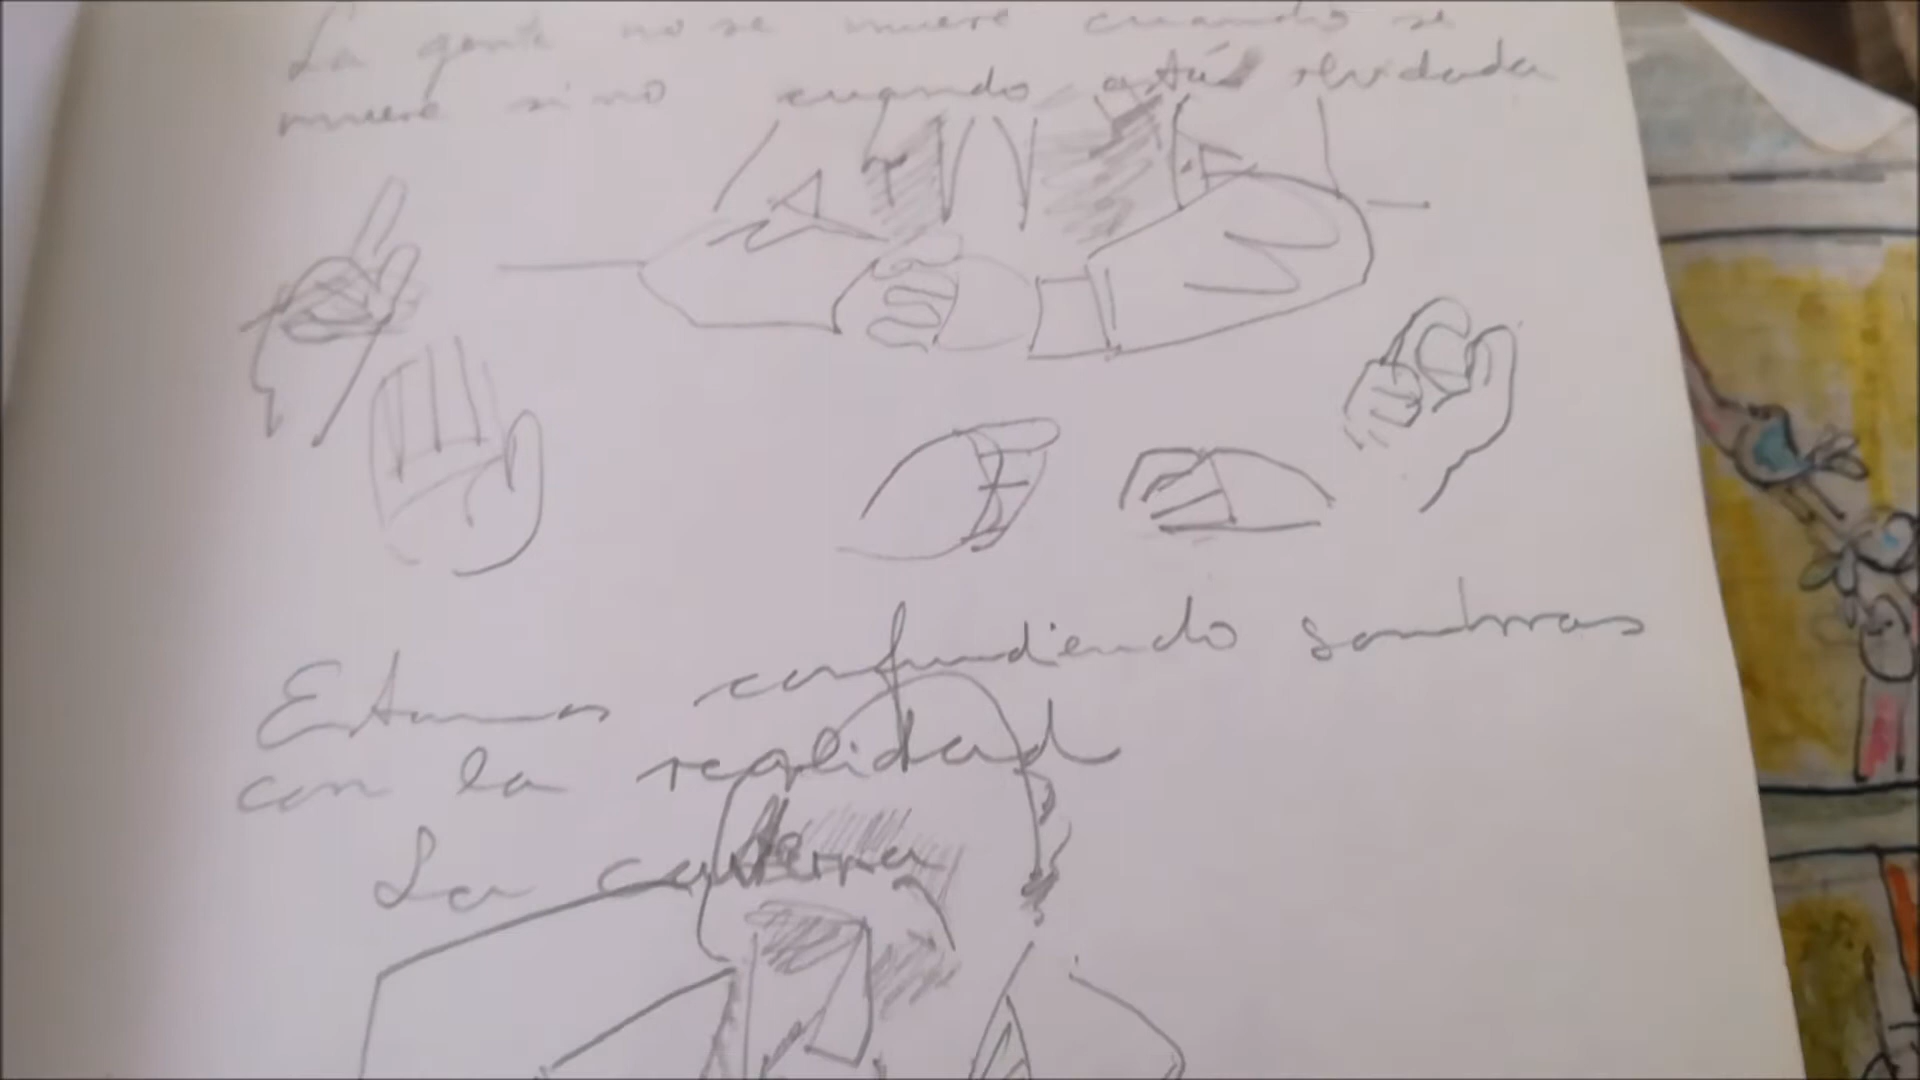 La gente no se muere cuando se
muere sino cuando está olvidada
Estamos confundiendo sombras
con la realidad
La caverna